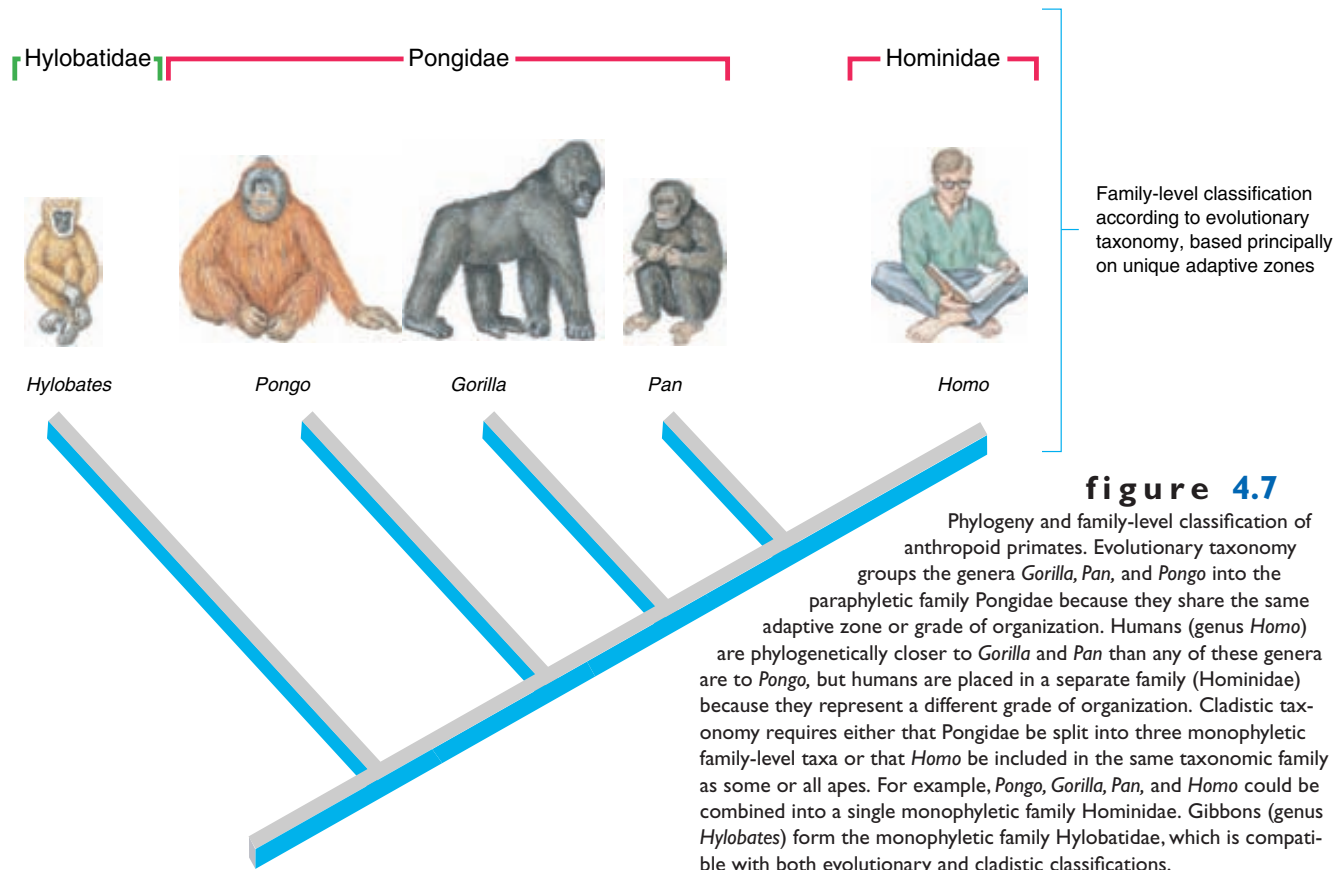 Hylobatidae Pongidae Hominidae
Family-level classification
according to evolutionary
taxonomy, based principally
on unique adaptive zones
Hylobates Pongo Gorilla Pan Homo
figure 4.7
Phylogeny and family-level classification of
anthropoid primates. Evolutionary taxonomy
groups the genera Gorilla, Pan, and Pongo into the
paraphyletic family Pongidae because they share the same
adaptive zone or grade of organization. Humans (genus Homo)
are phylogenetically closer to Gorilla and Pan than any of these genera
are to Pongo, but humans are placed in a separate family (Hominidae)
because they represent a different grade of organization. Cladistic tax-
onomy requires either that Pongidae be split into three monophyletic
family-level taxa or that Homo be included in the same taxonomic family
as some or all apes. For example, Pongo, Gorilla, Pan, and Homo could be
combined into a single monophyletic family Hominidae. Gibbons (genus
Hylobates) form the monophyletic family Hylobatidae, which is compati-
ble with both evolutionary and cladistic classifications.